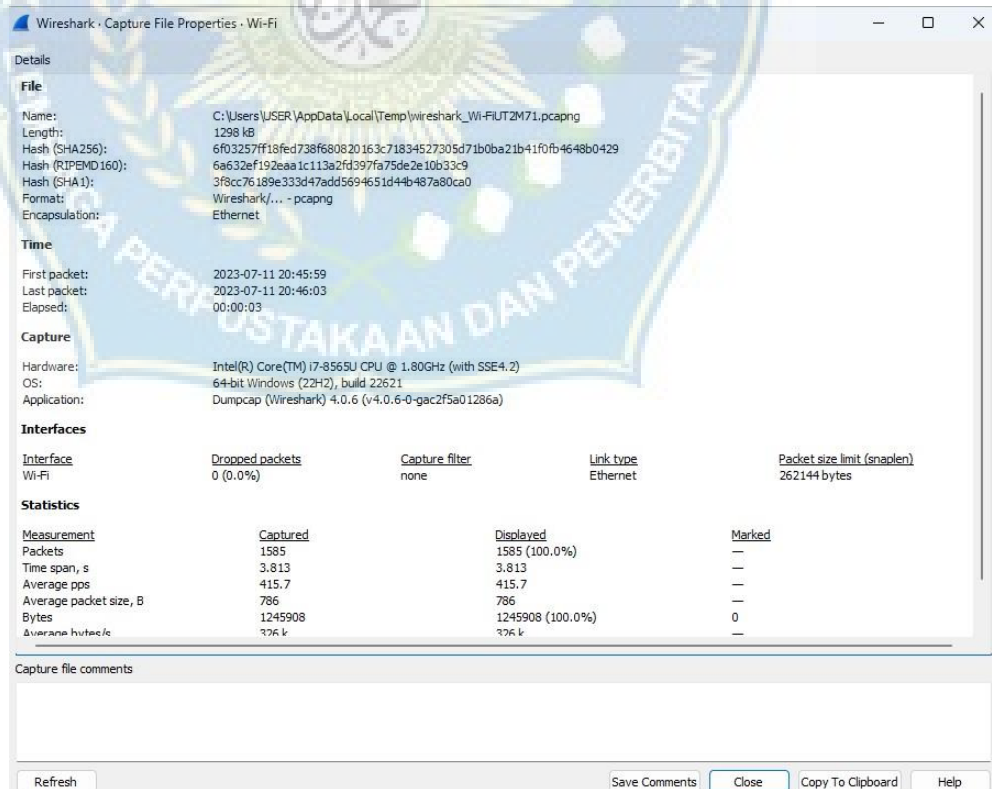 Wireshark · Capture File Properties · Wi-Fi
Details
File
Name: C:\Users\USER\AppData\Local\Temp\wireshark_Wi-FiUT2M71.pcapng
Length: 1298 kB
Hash (SHA256): 6f03257ff18fed738f680820163c71834527305d71b0ba21b41f0fb4648b0429
Hash (RIPEMD160): 6a632ef192eaa1c113a2fd397fa75de2e10b33c9
Hash (SHA1): 3f8cc76189e333d47add5694651d44b487a80ca0
Format: Wireshark/... - pcapng
Encapsulation: Ethernet
Time
First packet: 2023-07-11 20:45:59
Last packet: 2023-07-11 20:46:03
Elapsed: 00:00:03
PERPUSTAKAAN DAN PENERBITAN
Capture
Hardware: Intel(R) Core(TM) i7-8565U CPU @ 1.80GHz (with SSE4.2)
OS: 64-bit Windows (22H2), build 22621
Application: Dumpcap (Wireshark) 4.0.6 (v4.0.6-0-gac2f5a01286a)
Interfaces
Interface Dropped packets Capture filter Link type Packet size limit (snaplen)
Wi-Fi 0 (0.0%) none Ethernet 262144 bytes
Statistics
Measurement Captured Displayed Marked
Packets 1585 1585 (100.0%) —
Time span, s 3.813 3.813 —
Average pps 415.7 415.7 —
Average packet size, B 786 786 —
Bytes 1245908 1245908 (100.0%) 0
Average bytes/s 326 k 326 k —
Capture file comments
Refresh Save Comments Close Copy To Clipboard Help